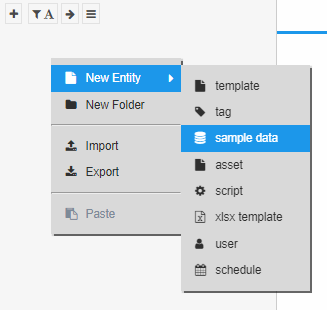 A
New Entity
New Folder
Import
Export
Paste
template
tag
sample data
asset
script
xlsx template
user
schedule